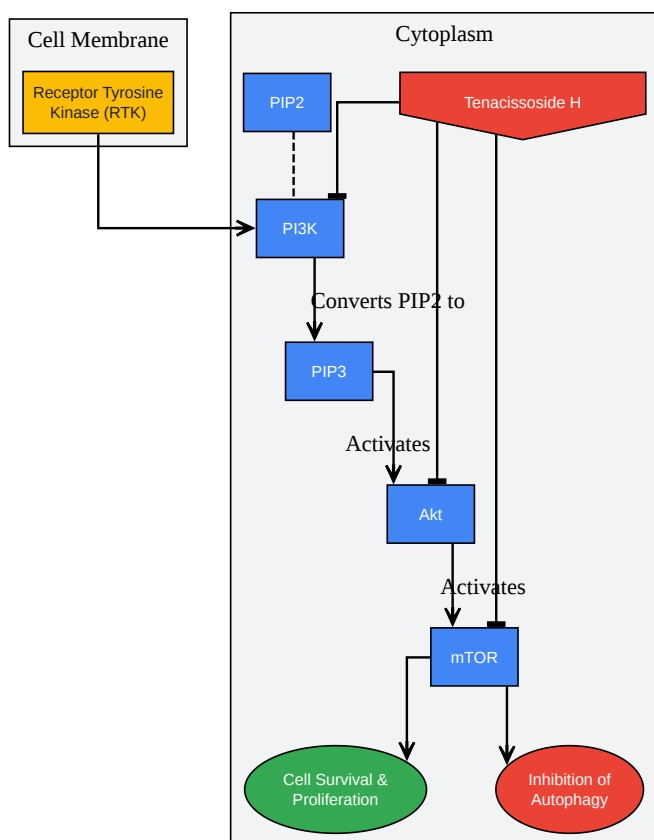 Cell Membrane
Receptor Tyrosine
Kinase (RTK)
Cytoplasm
PIP2
Tenacissoside H
PI3K
Converts PIP2 to
PIP3
Activates
Akt
Activates
mTOR
Cell Survival &
Proliferation
Inhibition of
Autophagy